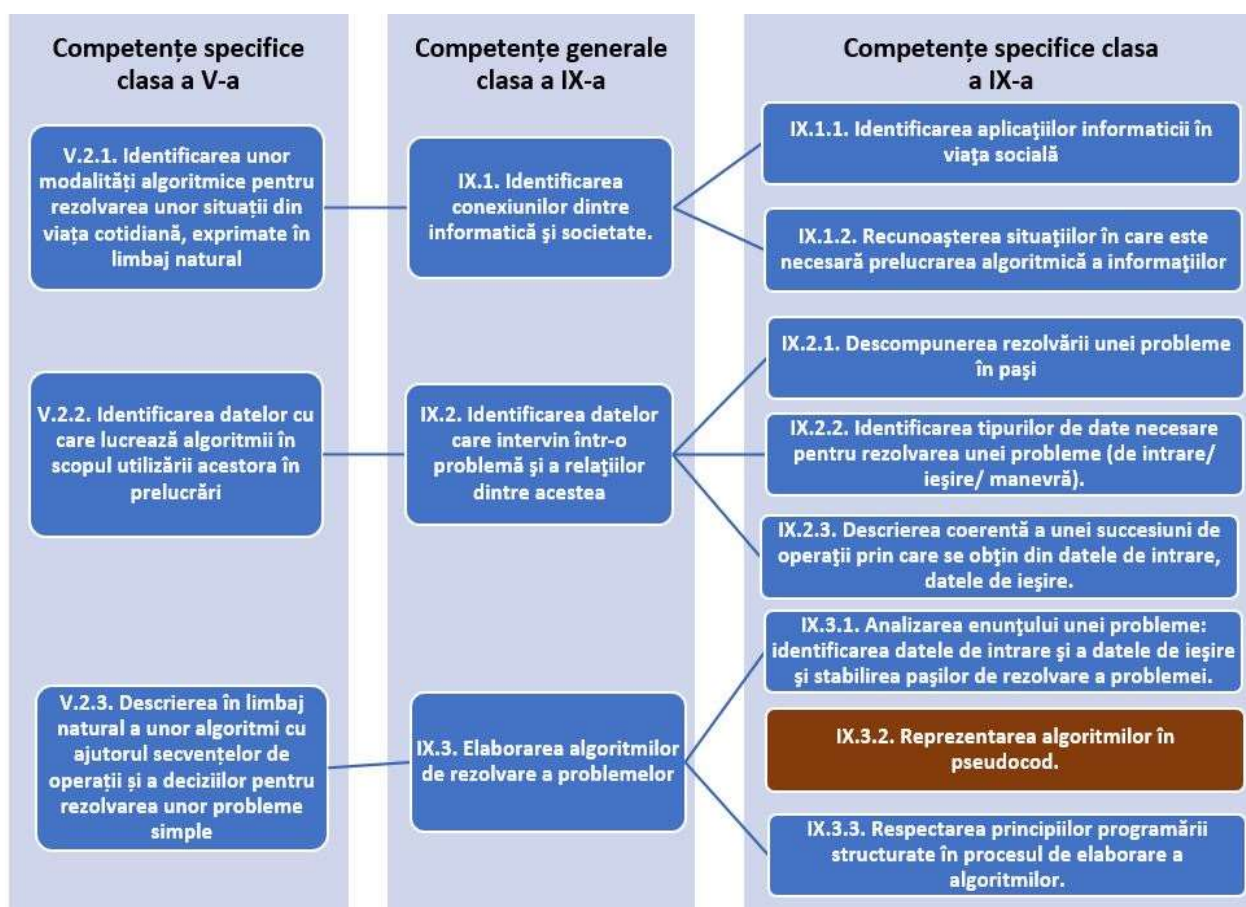 Competențe specifice
clasa a V-a
V.2.1. Identificarea unor
modalități algoritmice pentru
rezolvarea unor situații din
viața cotidiană, exprimate în
limbaj natural
V.2.2. Identificarea datelor cu
care lucrează algoritmii în
scopul utilizării acestora în
prelucrări
V.2.3. Descrierea în limbaj
natural a unor algoritmi cu
ajutorul secvențelor de
operații și a deciziilor pentru
rezolvarea unor probleme
simple
Competențe generale
clasa a IX-a
IX.1. Identificarea
conexiunilor dintre
informatică şi societate.
IX.2. Identificarea datelor
care intervin într-o
problemă şi a relaţiilor
dintre acestea
IX.3. Elaborarea algoritmilor
de rezolvare a problemelor
Competențe specifice clasa
a IX-a
IX.1.1. Identificarea aplicaţiilor informaticii în
viaţa socială
IX.1.2. Recunoaşterea situaţiilor în care este
necesară prelucrarea algoritmică a informaţiilor
IX.2.1. Descompunerea rezolvării unei probleme
în paşi
IX.2.2. Identificarea tipurilor de date necesare
pentru rezolvarea unei probleme (de intrare/
ieşire/ manevră).
IX.2.3. Descrierea coerentă a unei succesiuni de
operaţii prin care se obţin din datele de intrare,
datele de ieşire.
IX.3.1. Analizarea enunţului unei probleme:
identificarea datele de intrare şi a datele de ieşire
şi stabilirea paşilor de rezolvare a problemei.
IX.3.2. Reprezentarea algoritmilor în
pseudocod.
IX.3.3. Respectarea principiilor programării
structurate în procesul de elaborare a
algoritmilor.